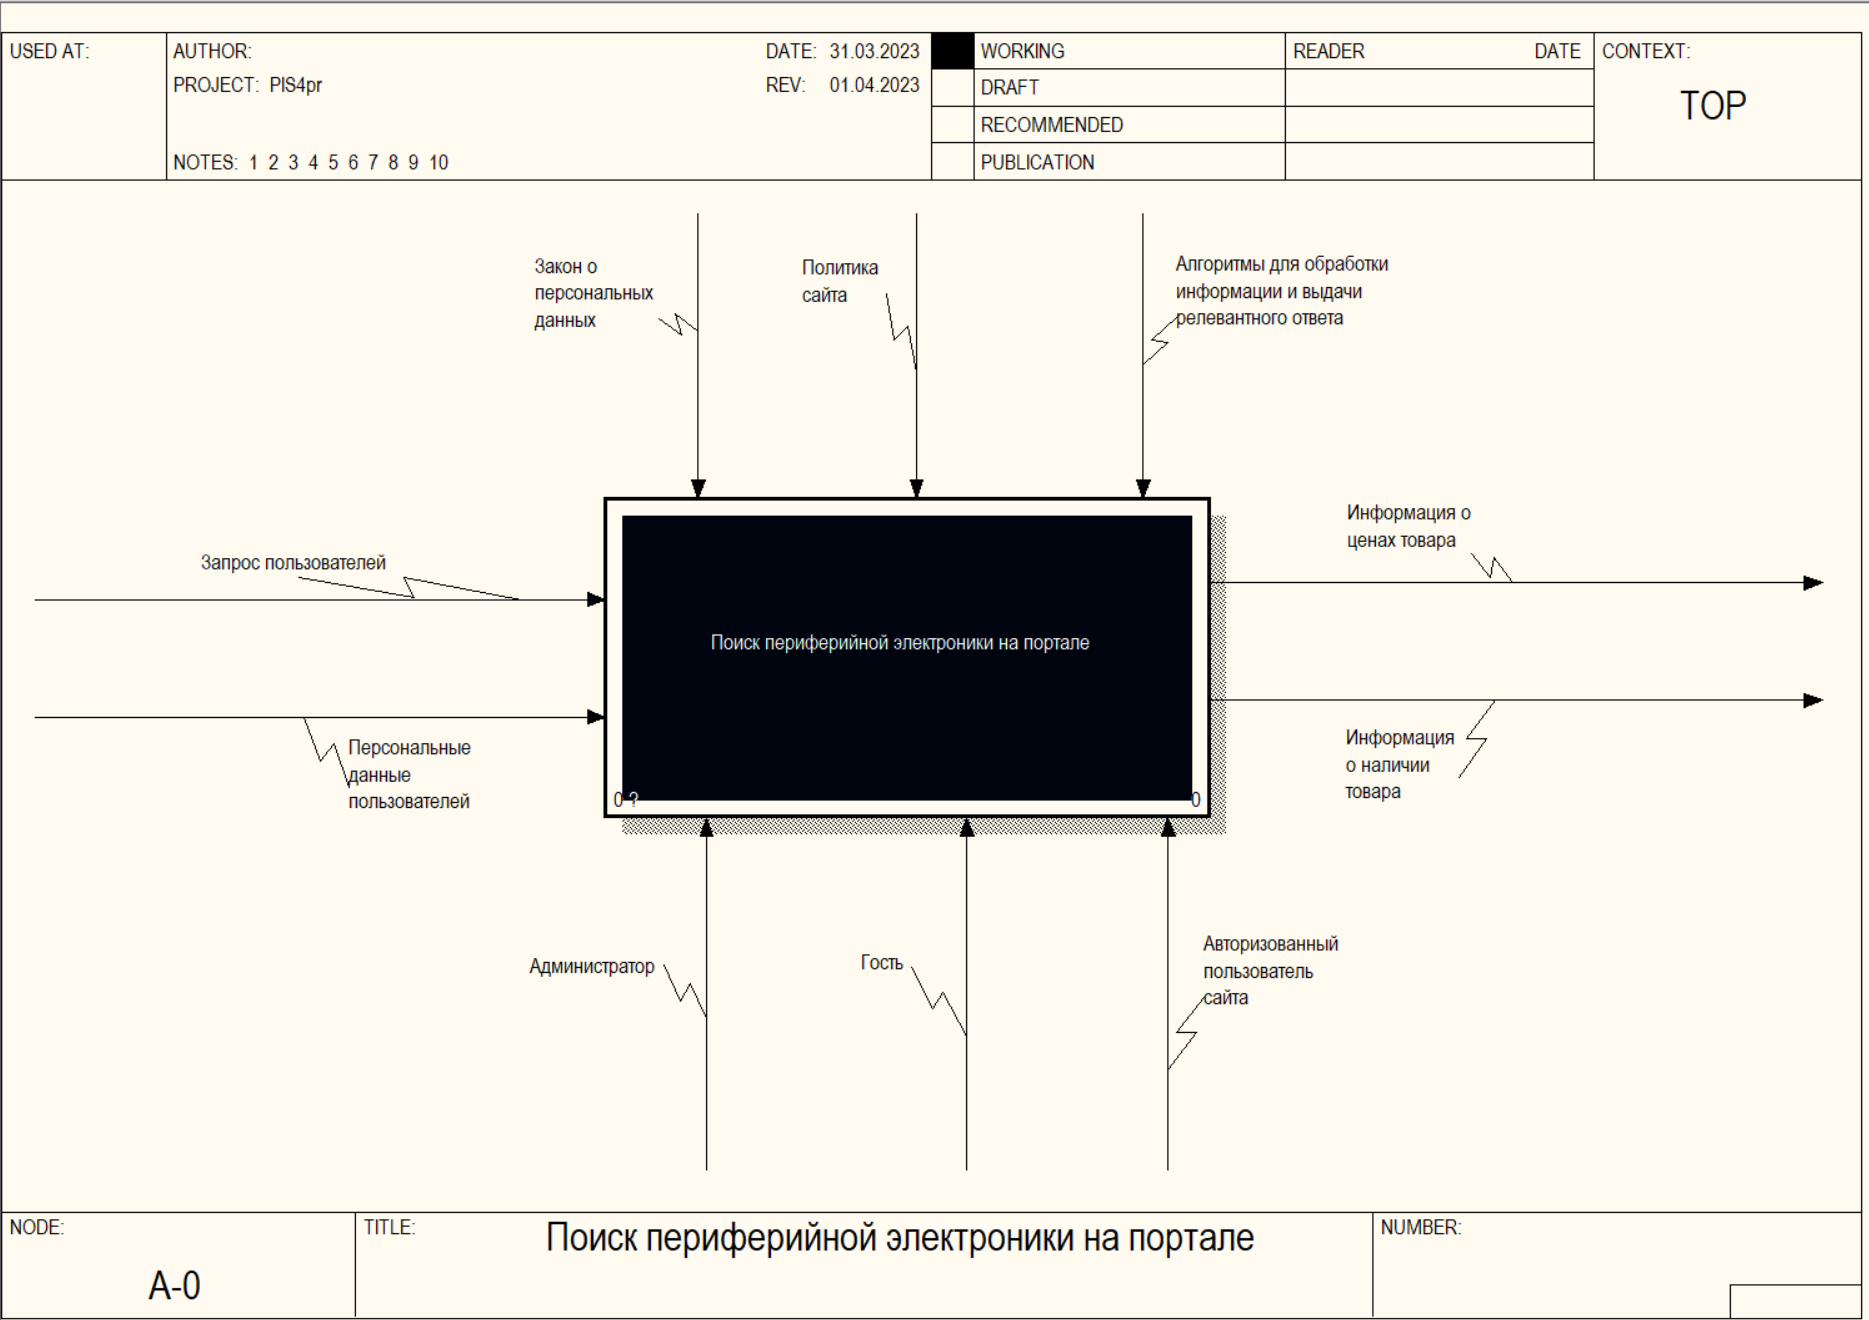 USED AT:
AUTHOR:
DATE: 31.03.2023
PROJECT: PIS4pr
REV: 01.04.2023
NOTES: 1 2 3 4 5 6 7 8 9 10
WORKING
DRAFT
RECOMMENDED
PUBLICATION
READER DATE
CONTEXT:
TOP
Закон о
персональных
данных
Политика
сайта
Алгоритмы для обработки
информации и выдачи
релевантного ответа
Запрос пользователей
Персональные
данные
пользователей
Поиск периферийной электроники на портале
0 ?
0
Информация о
ценах товара
Информация
о наличии
товара
Администратор
Гость
Авторизованный
пользователь
сайта
NODE:
A-0
TITLE:
Поиск периферийной электроники на портале
NUMBER: